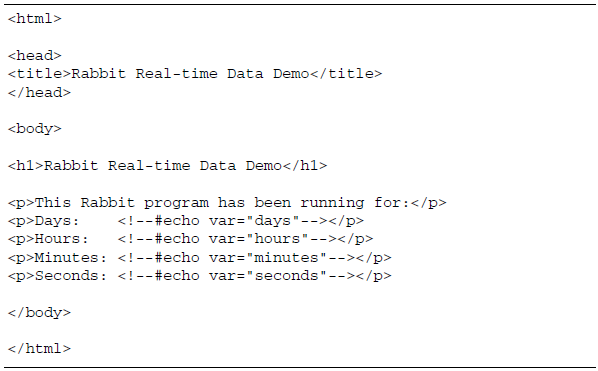 <html>
<head>
<title>Rabbit Real-time Data Demo</title>
</head>
<body>
<h1>Rabbit Real-time Data Demo</h1>
<p>This Rabbit program has been running for:</p>
<p>Days:    <!--#echo var="days"--></p>
<p>Hours:   <!--#echo var="hours"--></p>
<p>Minutes: <!--#echo var="minutes"--></p>
<p>Seconds: <!--#echo var="seconds"--></p>
</body>
</html>